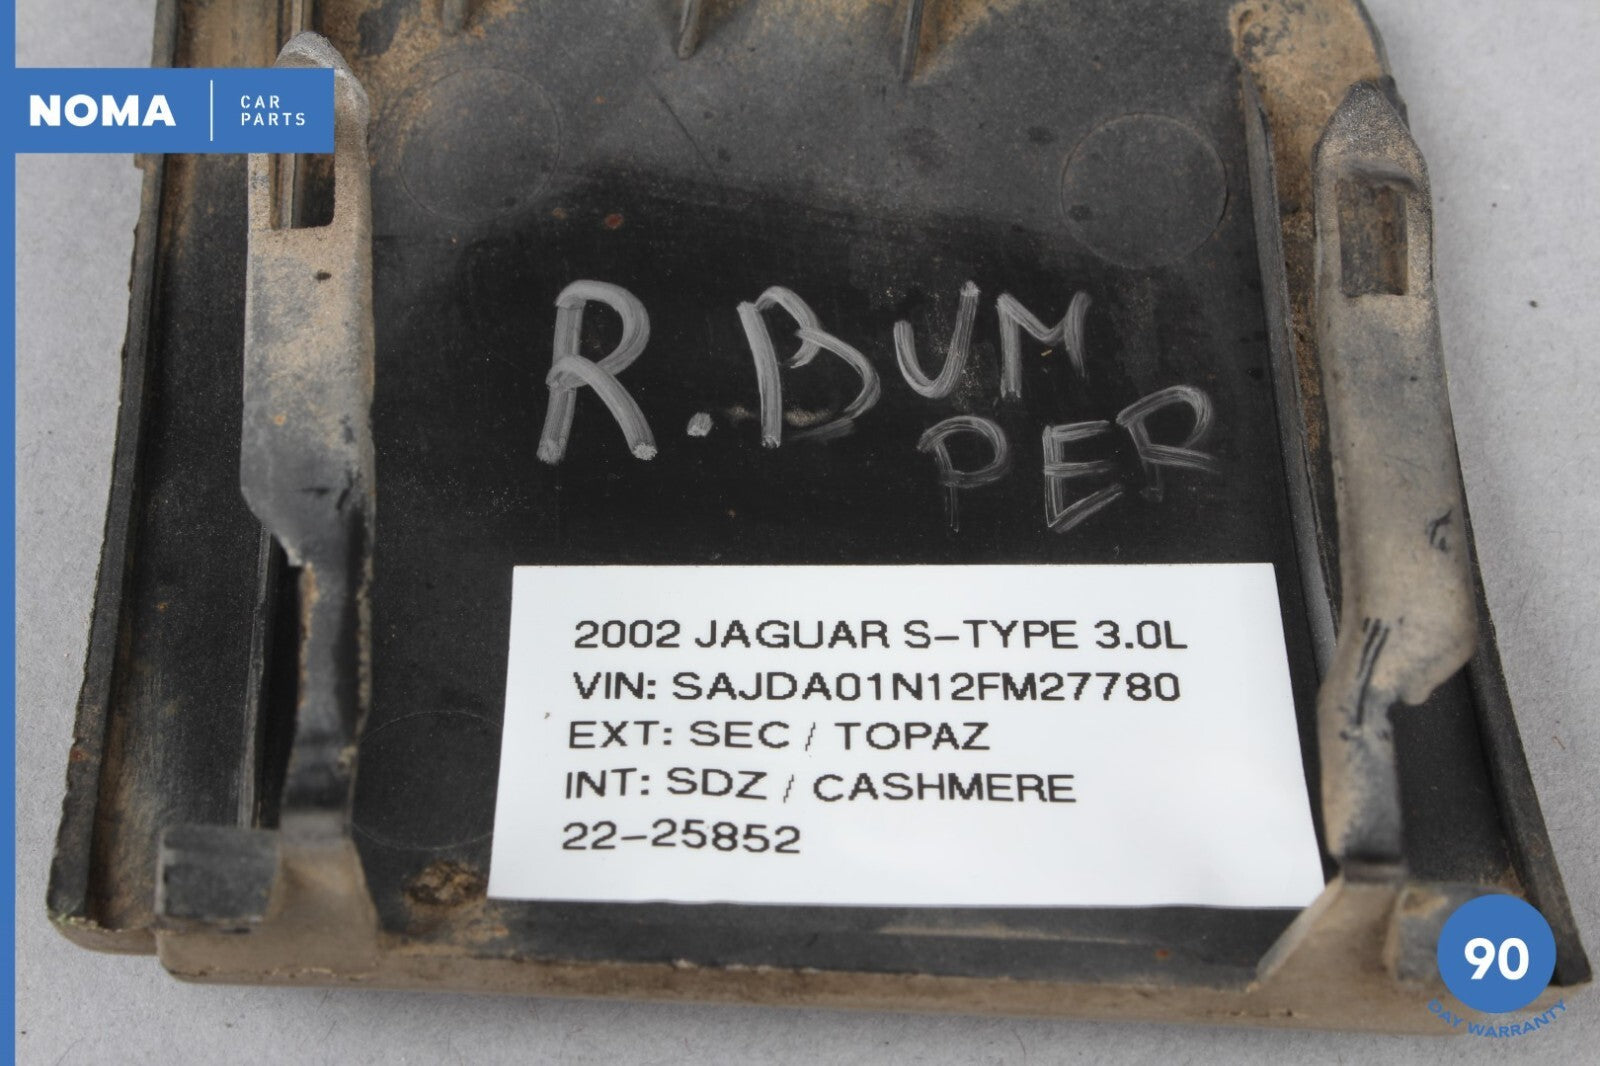 NOMA
CAR
PARTS
R. BUM
PER
2002 JAGUAR S-TYPE 3.0L
VIN: SAJDA01N12FM27780
EXT: SEC / TOPAZ
INT: SDZ / CASHMERE
22-25852
90
DAY WARRANTY